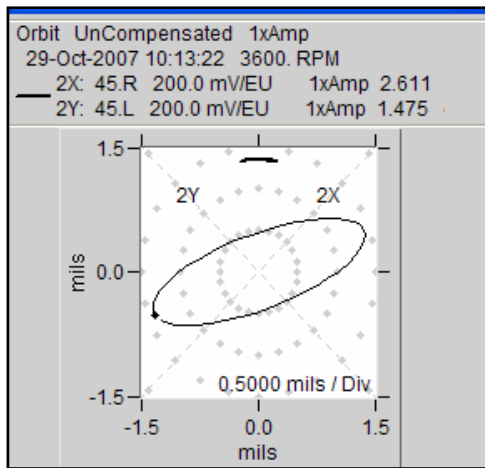 Orbit UnCompensated 1xAmp
29-Oct-2007 10:13:22 3600. RPM
2X: 45.R 200.0 mV/EU 1xAmp 2.611
2Y: 45.L 200.0 mV/EU 1xAmp 1.475
1.5
2Y 2X
mils
0.0
0.5000 mils / Div
-1.5
-1.5 0.0 1.5
mils